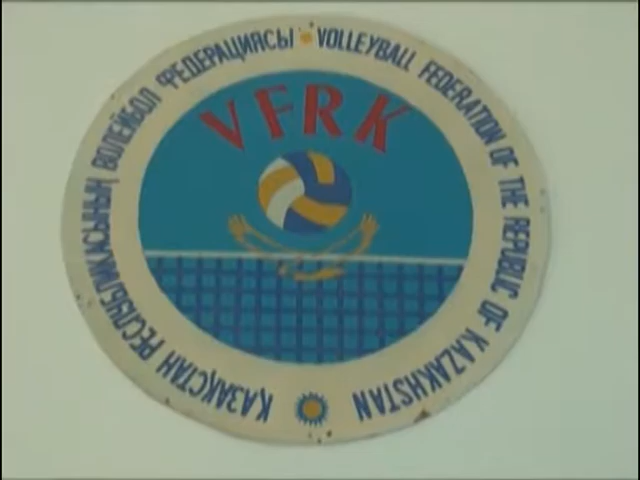 ҚАЗАҚСТАН РЕСПУБЛИКАСЫНЫҢ ВОЛЕЙБОЛ ФЕДЕРАЦИЯСЫ
VOLLEYBALL FEDERATION OF THE REPUBLIC OF KAZAKHSTAN
VFRK